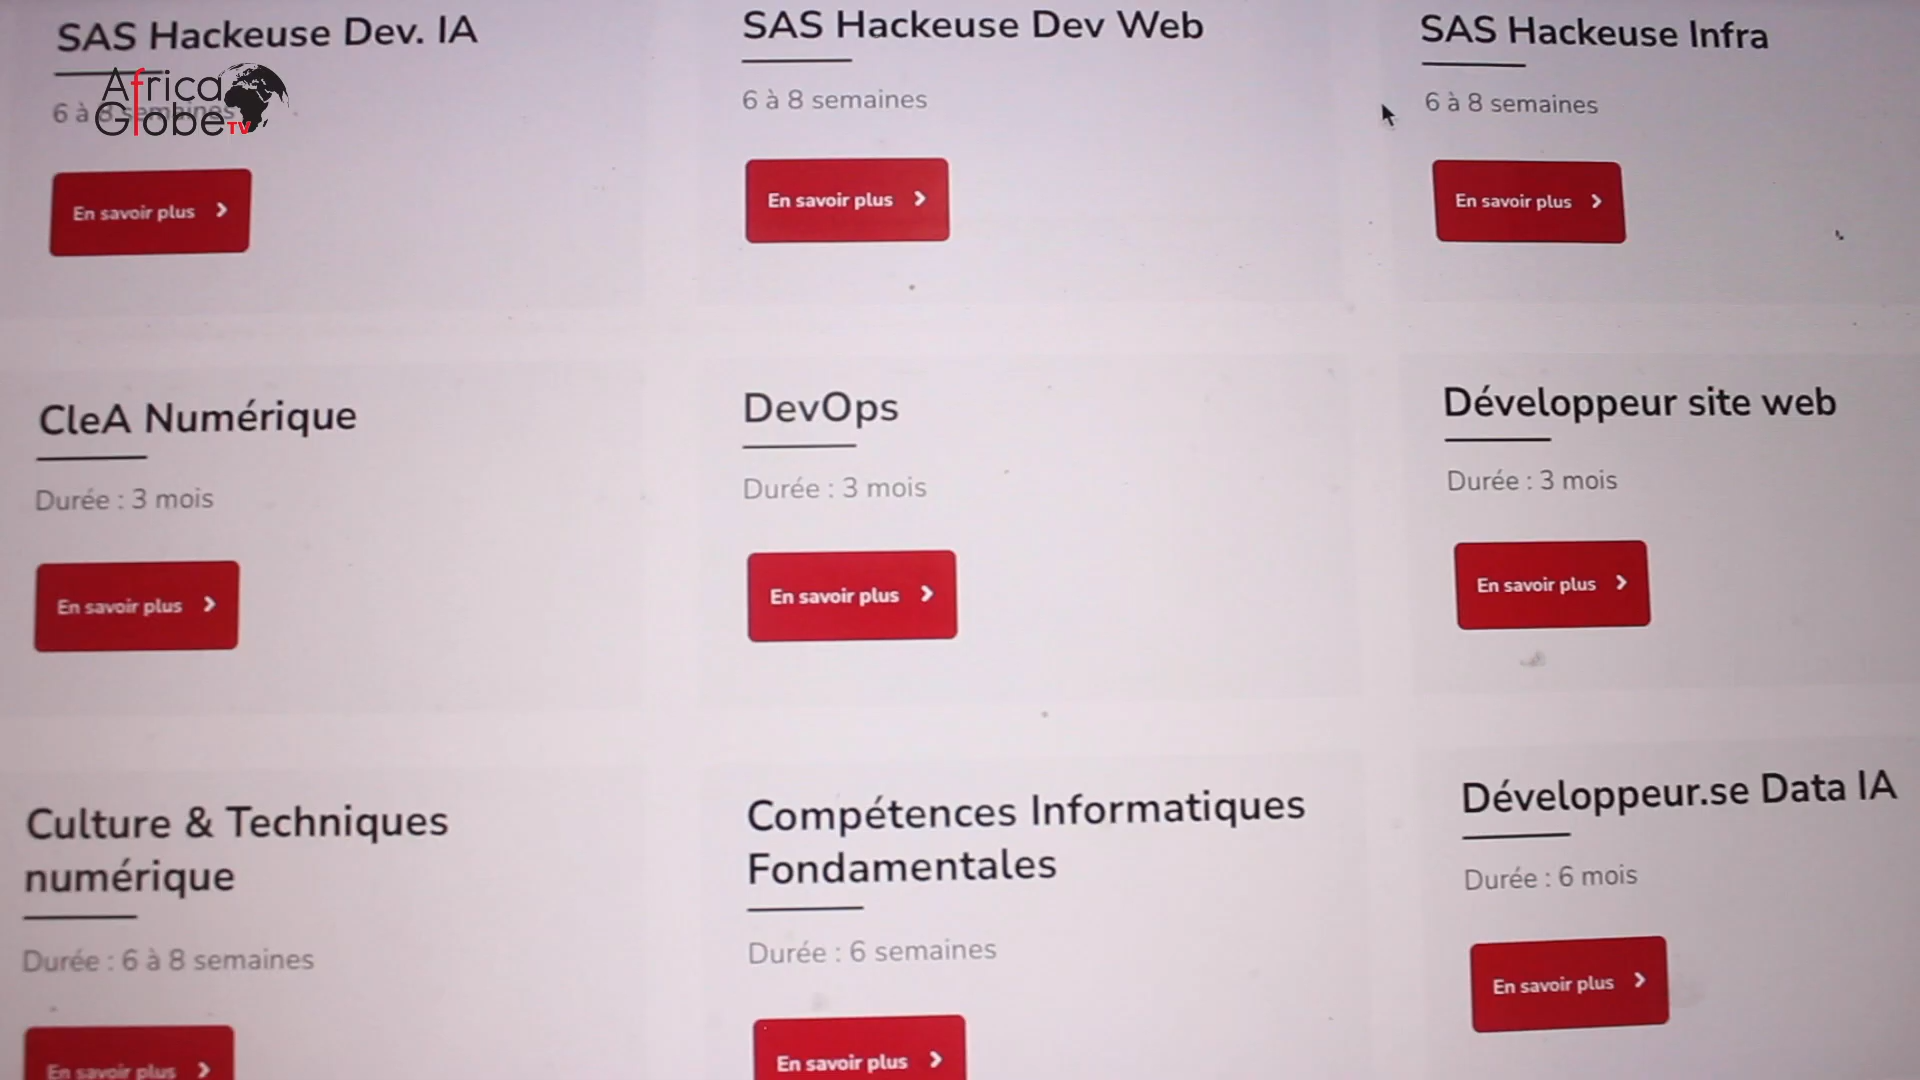 SAS Hackeuse Dev. IA
6 à 8 semaines
Africa
Globe TV
En savoir plus
SAS Hackeuse Dev Web
6 à 8 semaines
En savoir plus
SAS Hackeuse Infra
6 à 8 semaines
En savoir plus
CleA Numérique
Durée : 3 mois
En savoir plus
DevOps
Durée : 3 mois
En savoir plus
Développeur site web
Durée : 3 mois
En savoir plus
Culture & Techniques
numérique
Durée : 6 à 8 semaines
En savoir plus
Compétences Informatiques
Fondamentales
Durée : 6 semaines
En savoir plus
Développeur.se Data IA
Durée : 6 mois
En savoir plus